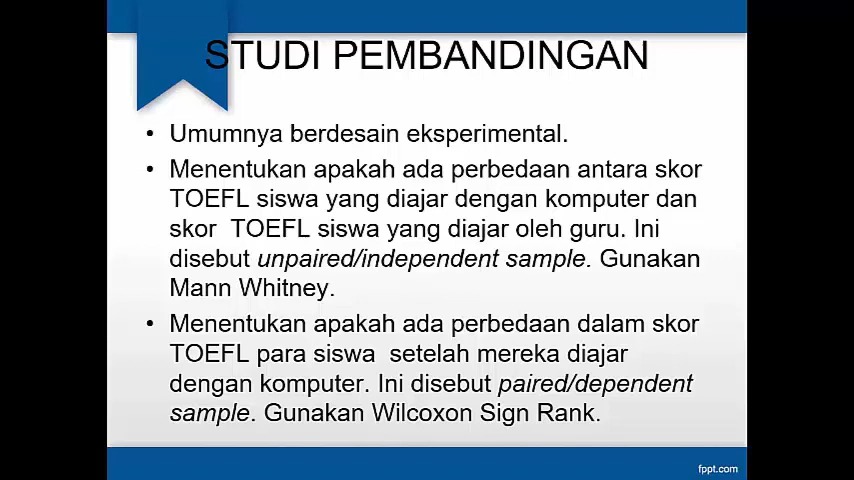 STUDI PEMBANDINGAN
• Umumnya berdesain eksperimental.
• Menentukan apakah ada perbedaan antara skor
TOEFL siswa yang diajar dengan komputer dan
skor TOEFL siswa yang diajar oleh guru. Ini
disebut unpaired/independent sample. Gunakan
Mann Whitney.
• Menentukan apakah ada perbedaan dalam skor
TOEFL para siswa setelah mereka diajar
dengan komputer. Ini disebut paired/dependent
sample. Gunakan Wilcoxon Sign Rank.
fppt.com